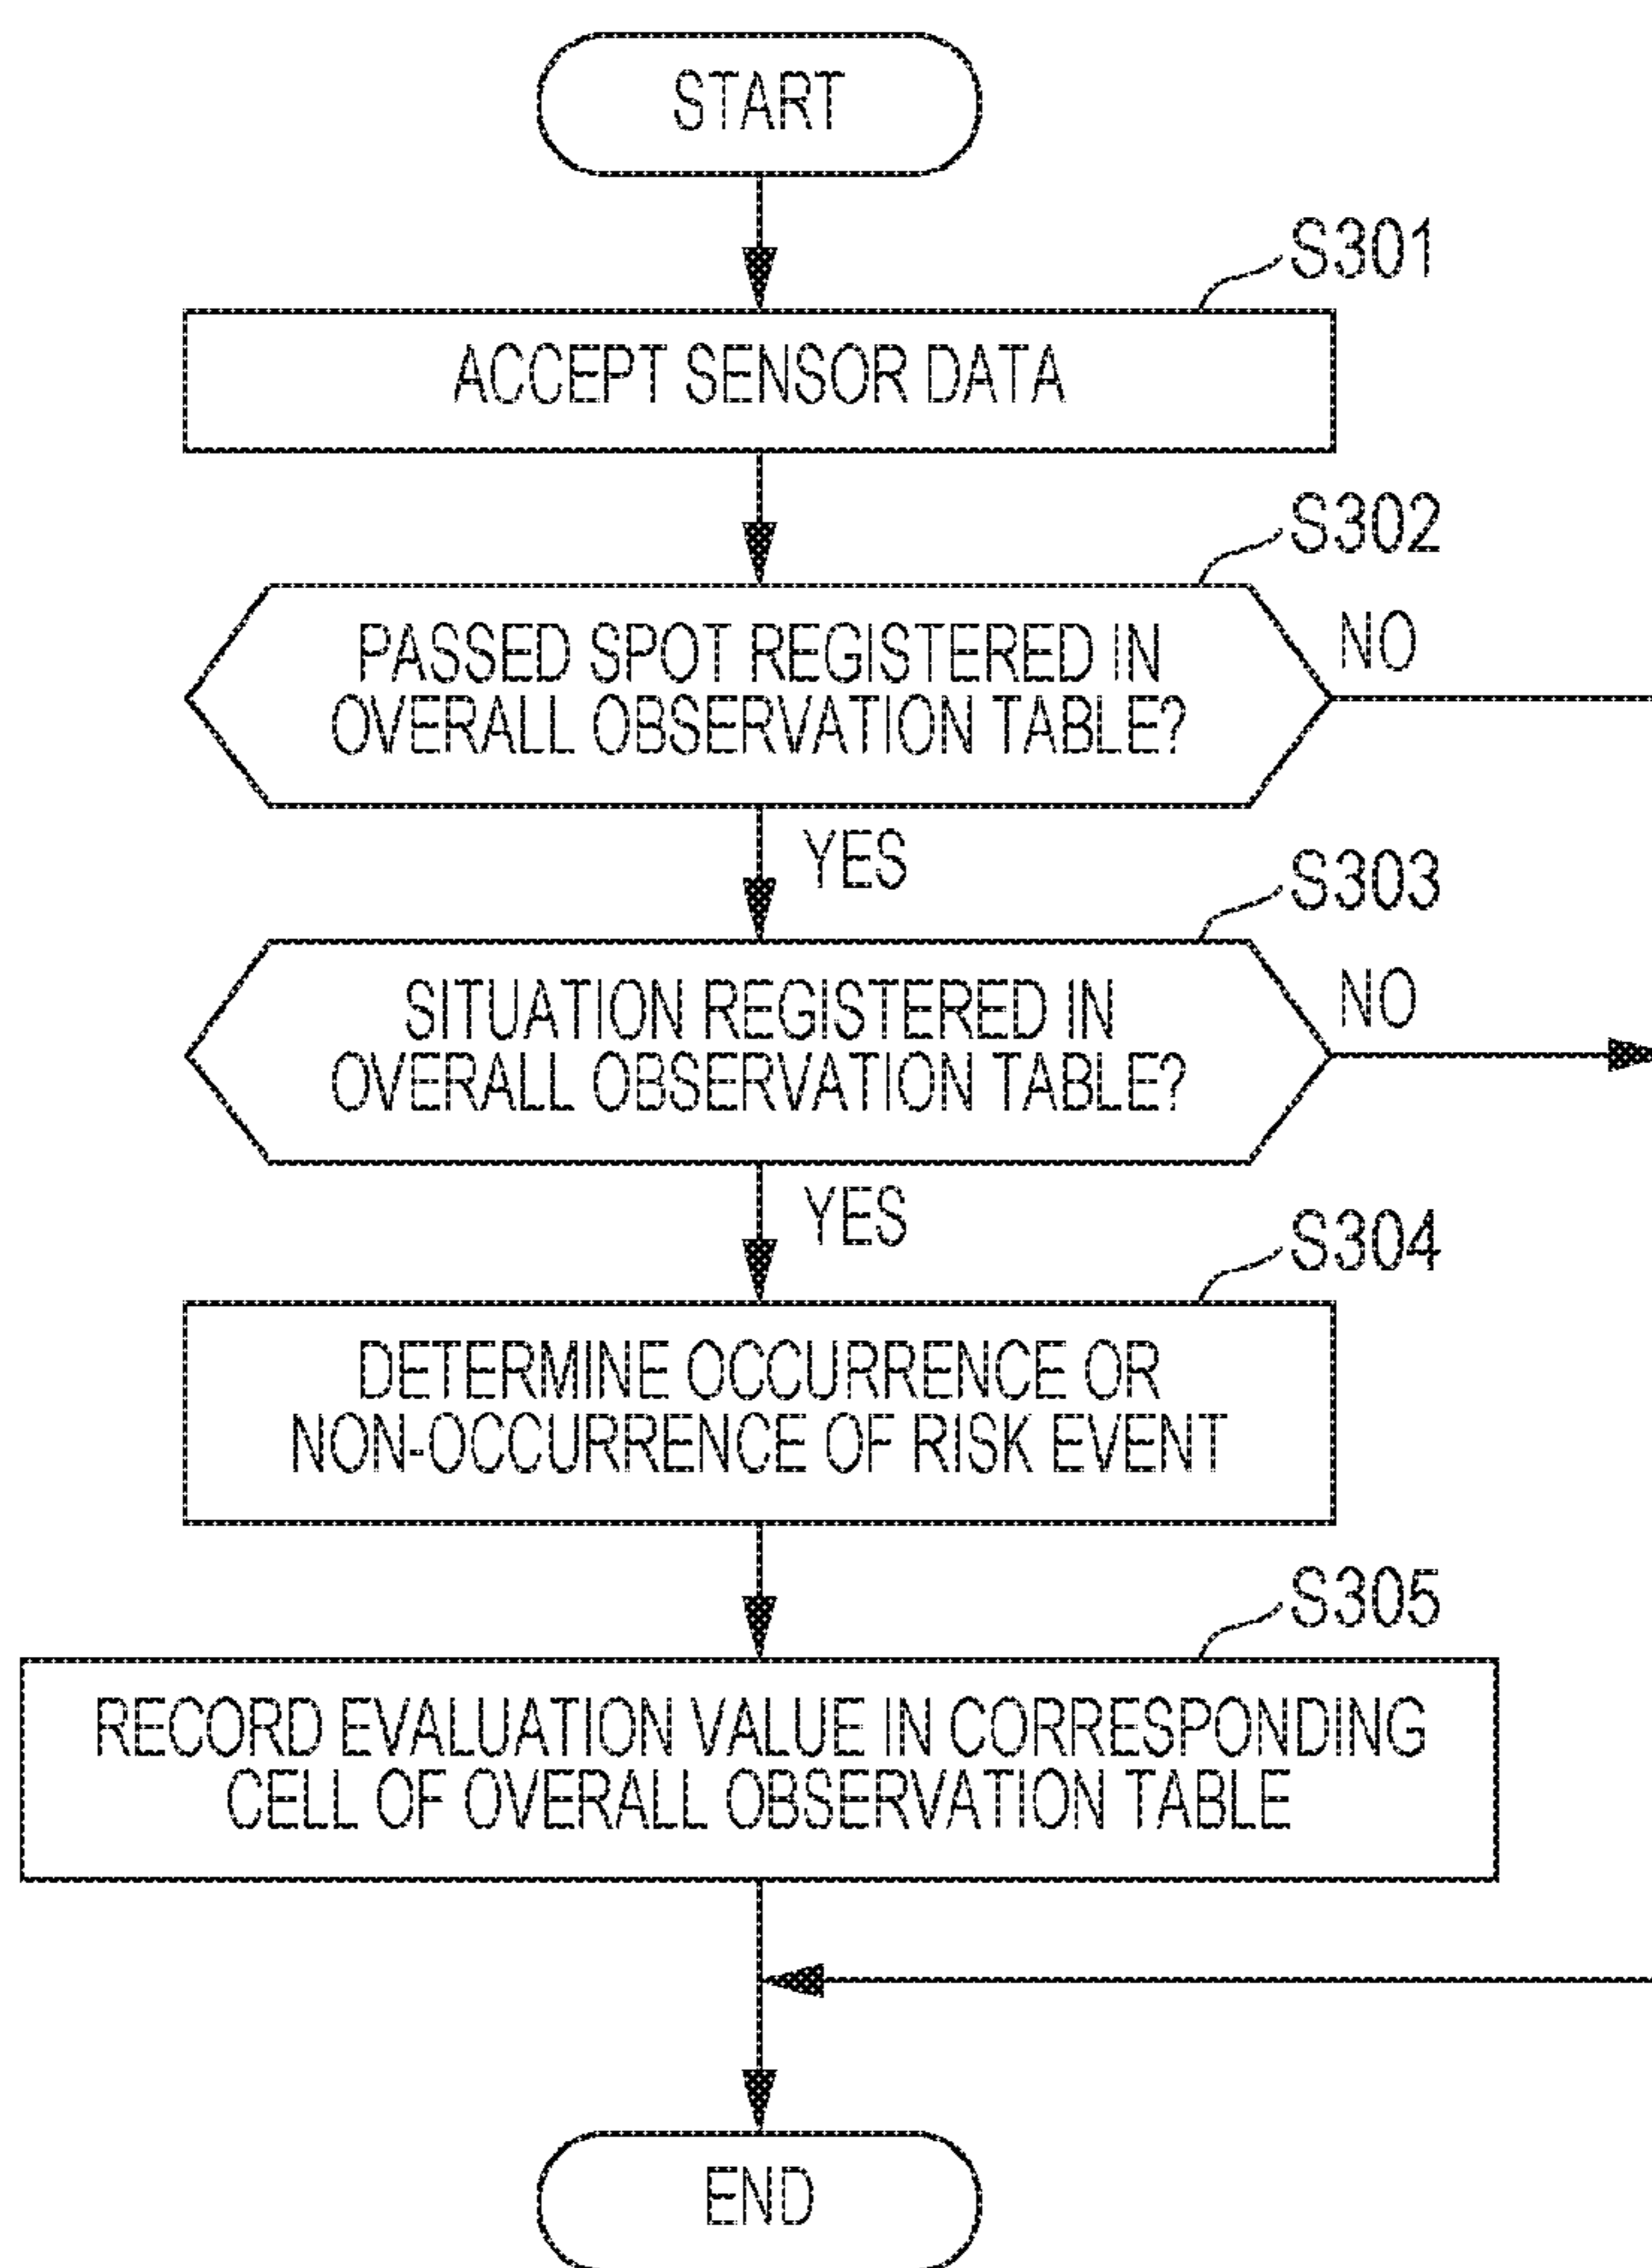 START
S301
ACCEPT SENSOR DATA
S302
PASSED SPOT REGISTERED IN
OVERALL OBSERVATION TABLE?
NO
YES
S303
SITUATION REGISTERED IN
OVERALL OBSERVATION TABLE?
NO
YES
S304
DETERMINE OCCURRENCE OR
NON-OCCURRENCE OF RISK EVENT
S305
RECORD EVALUATION VALUE IN CORRESPONDING
CELL OF OVERALL OBSERVATION TABLE
END